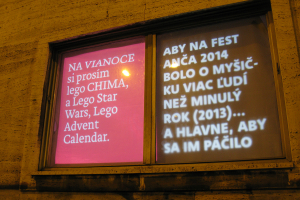 NA VIANOCE
si prosím
lego CHIMA,
a Lego Star
Wars, Lego
Advent
Calendar.
ABY NA FEST
ANČA 2014
BOLO O MYŠIČ-
KU VIAC ĽUDÍ
NEŽ MINULÝ
ROK (2013)...
A HLAVNE, ABY
SA IM PÁČILO